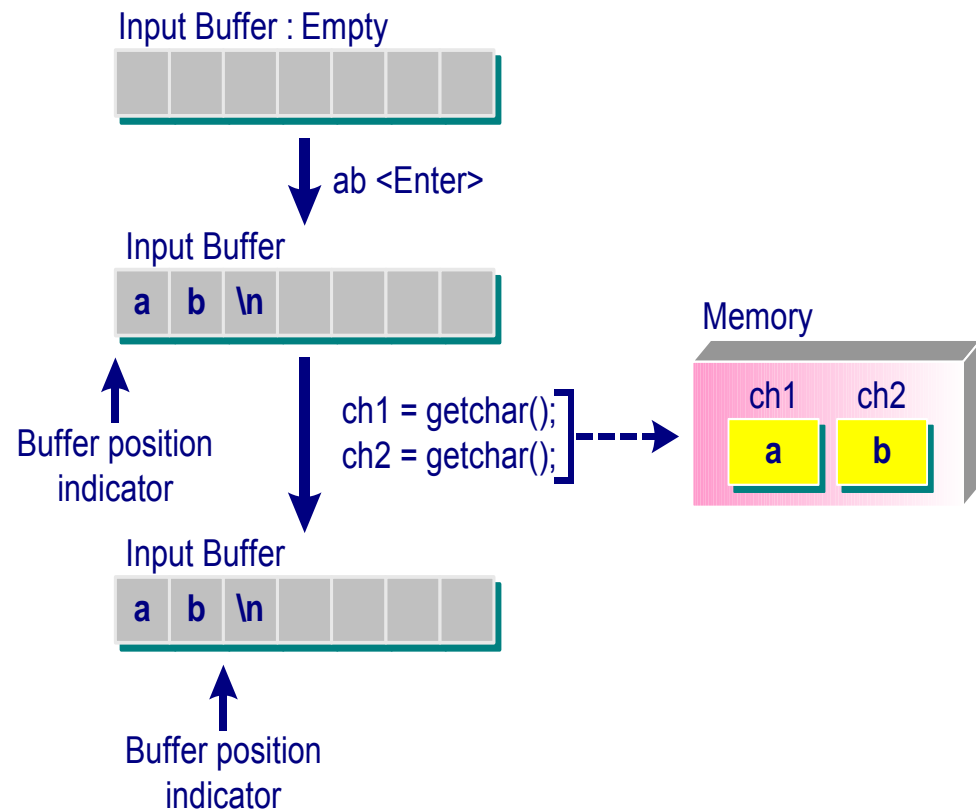 Input Buffer : Empty
ab <Enter>
Input Buffer
a b \n
Buffer position
indicator
ch1 = getchar();
ch2 = getchar();
Memory
ch1 ch2
a b
Input Buffer
a b \n
Buffer position
indicator